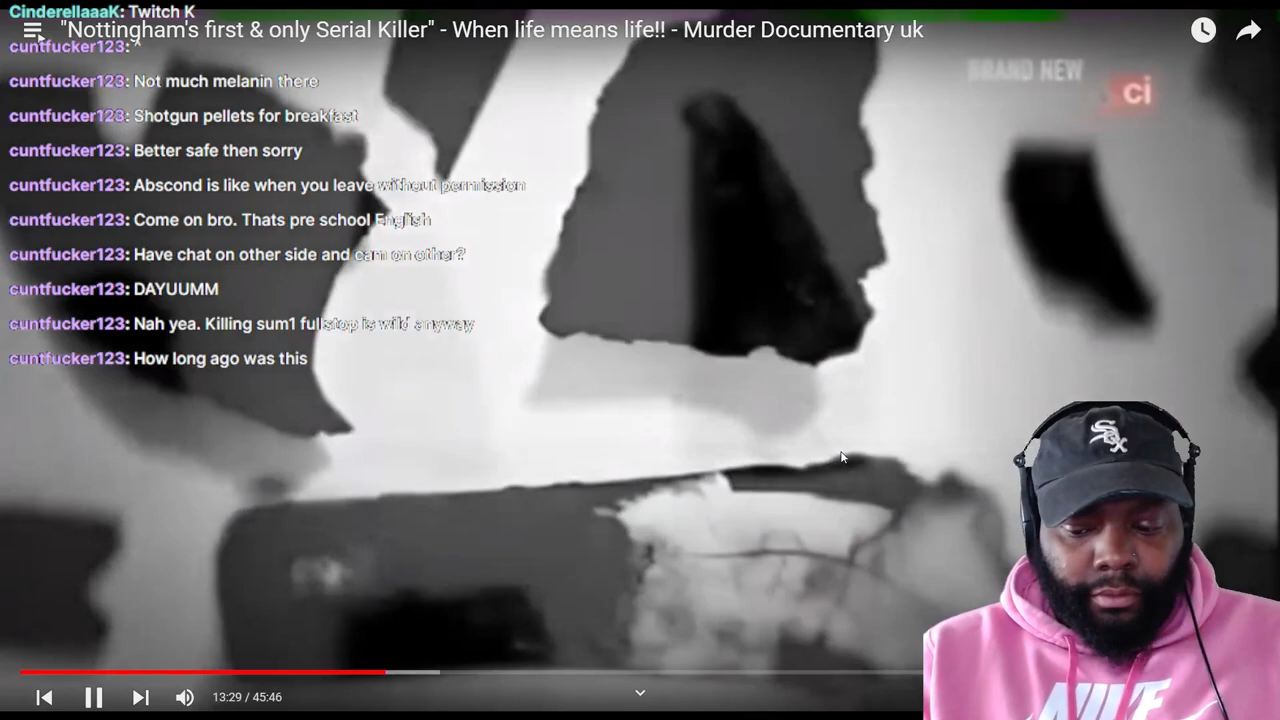 CinderellaaaK: Twitch K
"Nottingham's first & only Serial Killer" - When life means life!! - Murder Documentary uk
cuntfucker123: ^
cuntfucker123: Not much melanin there
BRAND NEW
ci
cuntfucker123: Shotgun pellets for breakfast
cuntfucker123: Better safe then sorry
cuntfucker123: Abscond is like when you leave without permission
cuntfucker123: Come on bro. Thats pre school English
cuntfucker123: Have chat on other side and cam on other?
cuntfucker123: DAYUUMM
cuntfucker123: Nah yea. Killing sum1 fullstop is wild anyway
cuntfucker123: How long ago was this
SOX
NIKE
13:29 / 45:46